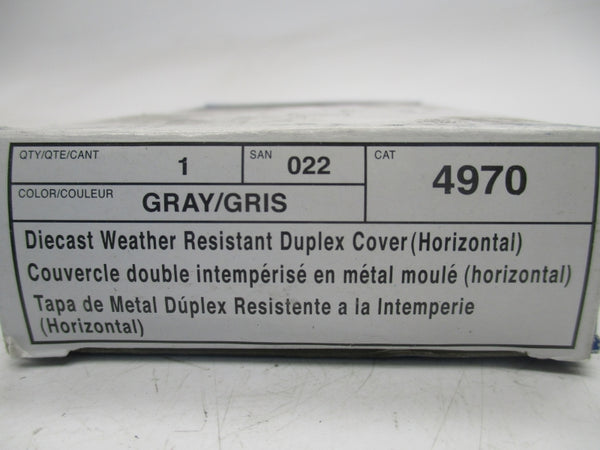 QTY/QTE/CANT 1 SAN 022 CAT 4970
COLOR/COULEUR GRAY/GRIS
Diecast Weather Resistant Duplex Cover (Horizontal)
Couvercle double intempérisé en métal moulé (horizontal)
Tapa de Metal Dúplex Resistente a la Intemperie
(Horizontal)